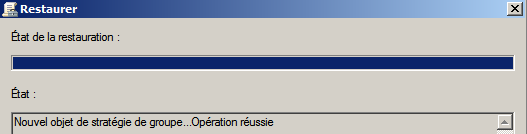 Restaurer
État de la restauration :
État :
Nouvel objet de stratégie de groupe...Opération réussie